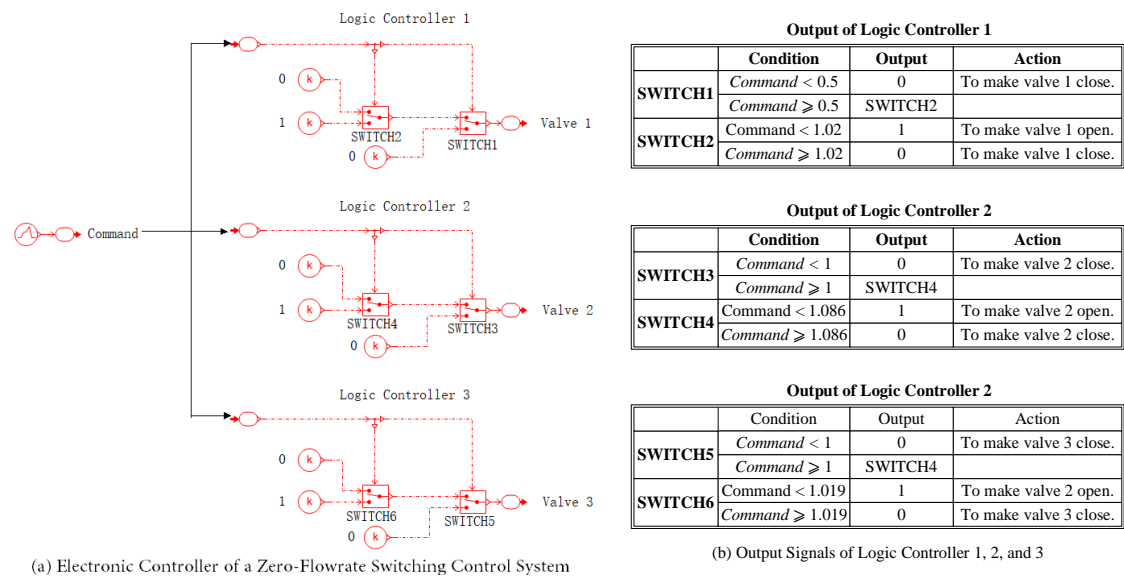 Logic Controller 1
0 k
1 k
SWITCH2
0 k
SWITCH1
Valve 1
Command
Logic Controller 2
0 k
1 k
SWITCH4
0 k
SWITCH3
Valve 2
Logic Controller 3
0 k
1 k
SWITCH6
0 k
SWITCH5
Valve 3
(a) Electronic Controller of a Zero-Flowrate Switching Control System
Output of Logic Controller 1
Condition Output Action
SWITCH1 Command < 0.5 0 To make valve 1 close.
Command ⩾ 0.5 SWITCH2
SWITCH2 Command < 1.02 1 To make valve 1 open.
Command ⩾ 1.02 0 To make valve 1 close.
Output of Logic Controller 2
Condition Output Action
SWITCH3 Command < 1 0 To make valve 2 close.
Command ⩾ 1 SWITCH4
SWITCH4 Command < 1.086 1 To make valve 2 open.
Command ⩾ 1.086 0 To make valve 2 close.
Output of Logic Controller 2
Condition Output Action
SWITCH5 Command < 1 0 To make valve 3 close.
Command ⩾ 1 SWITCH4
SWITCH6 Command < 1.019 1 To make valve 2 open.
Command ⩾ 1.019 0 To make valve 3 close.
(b) Output Signals of Logic Controller 1, 2, and 3